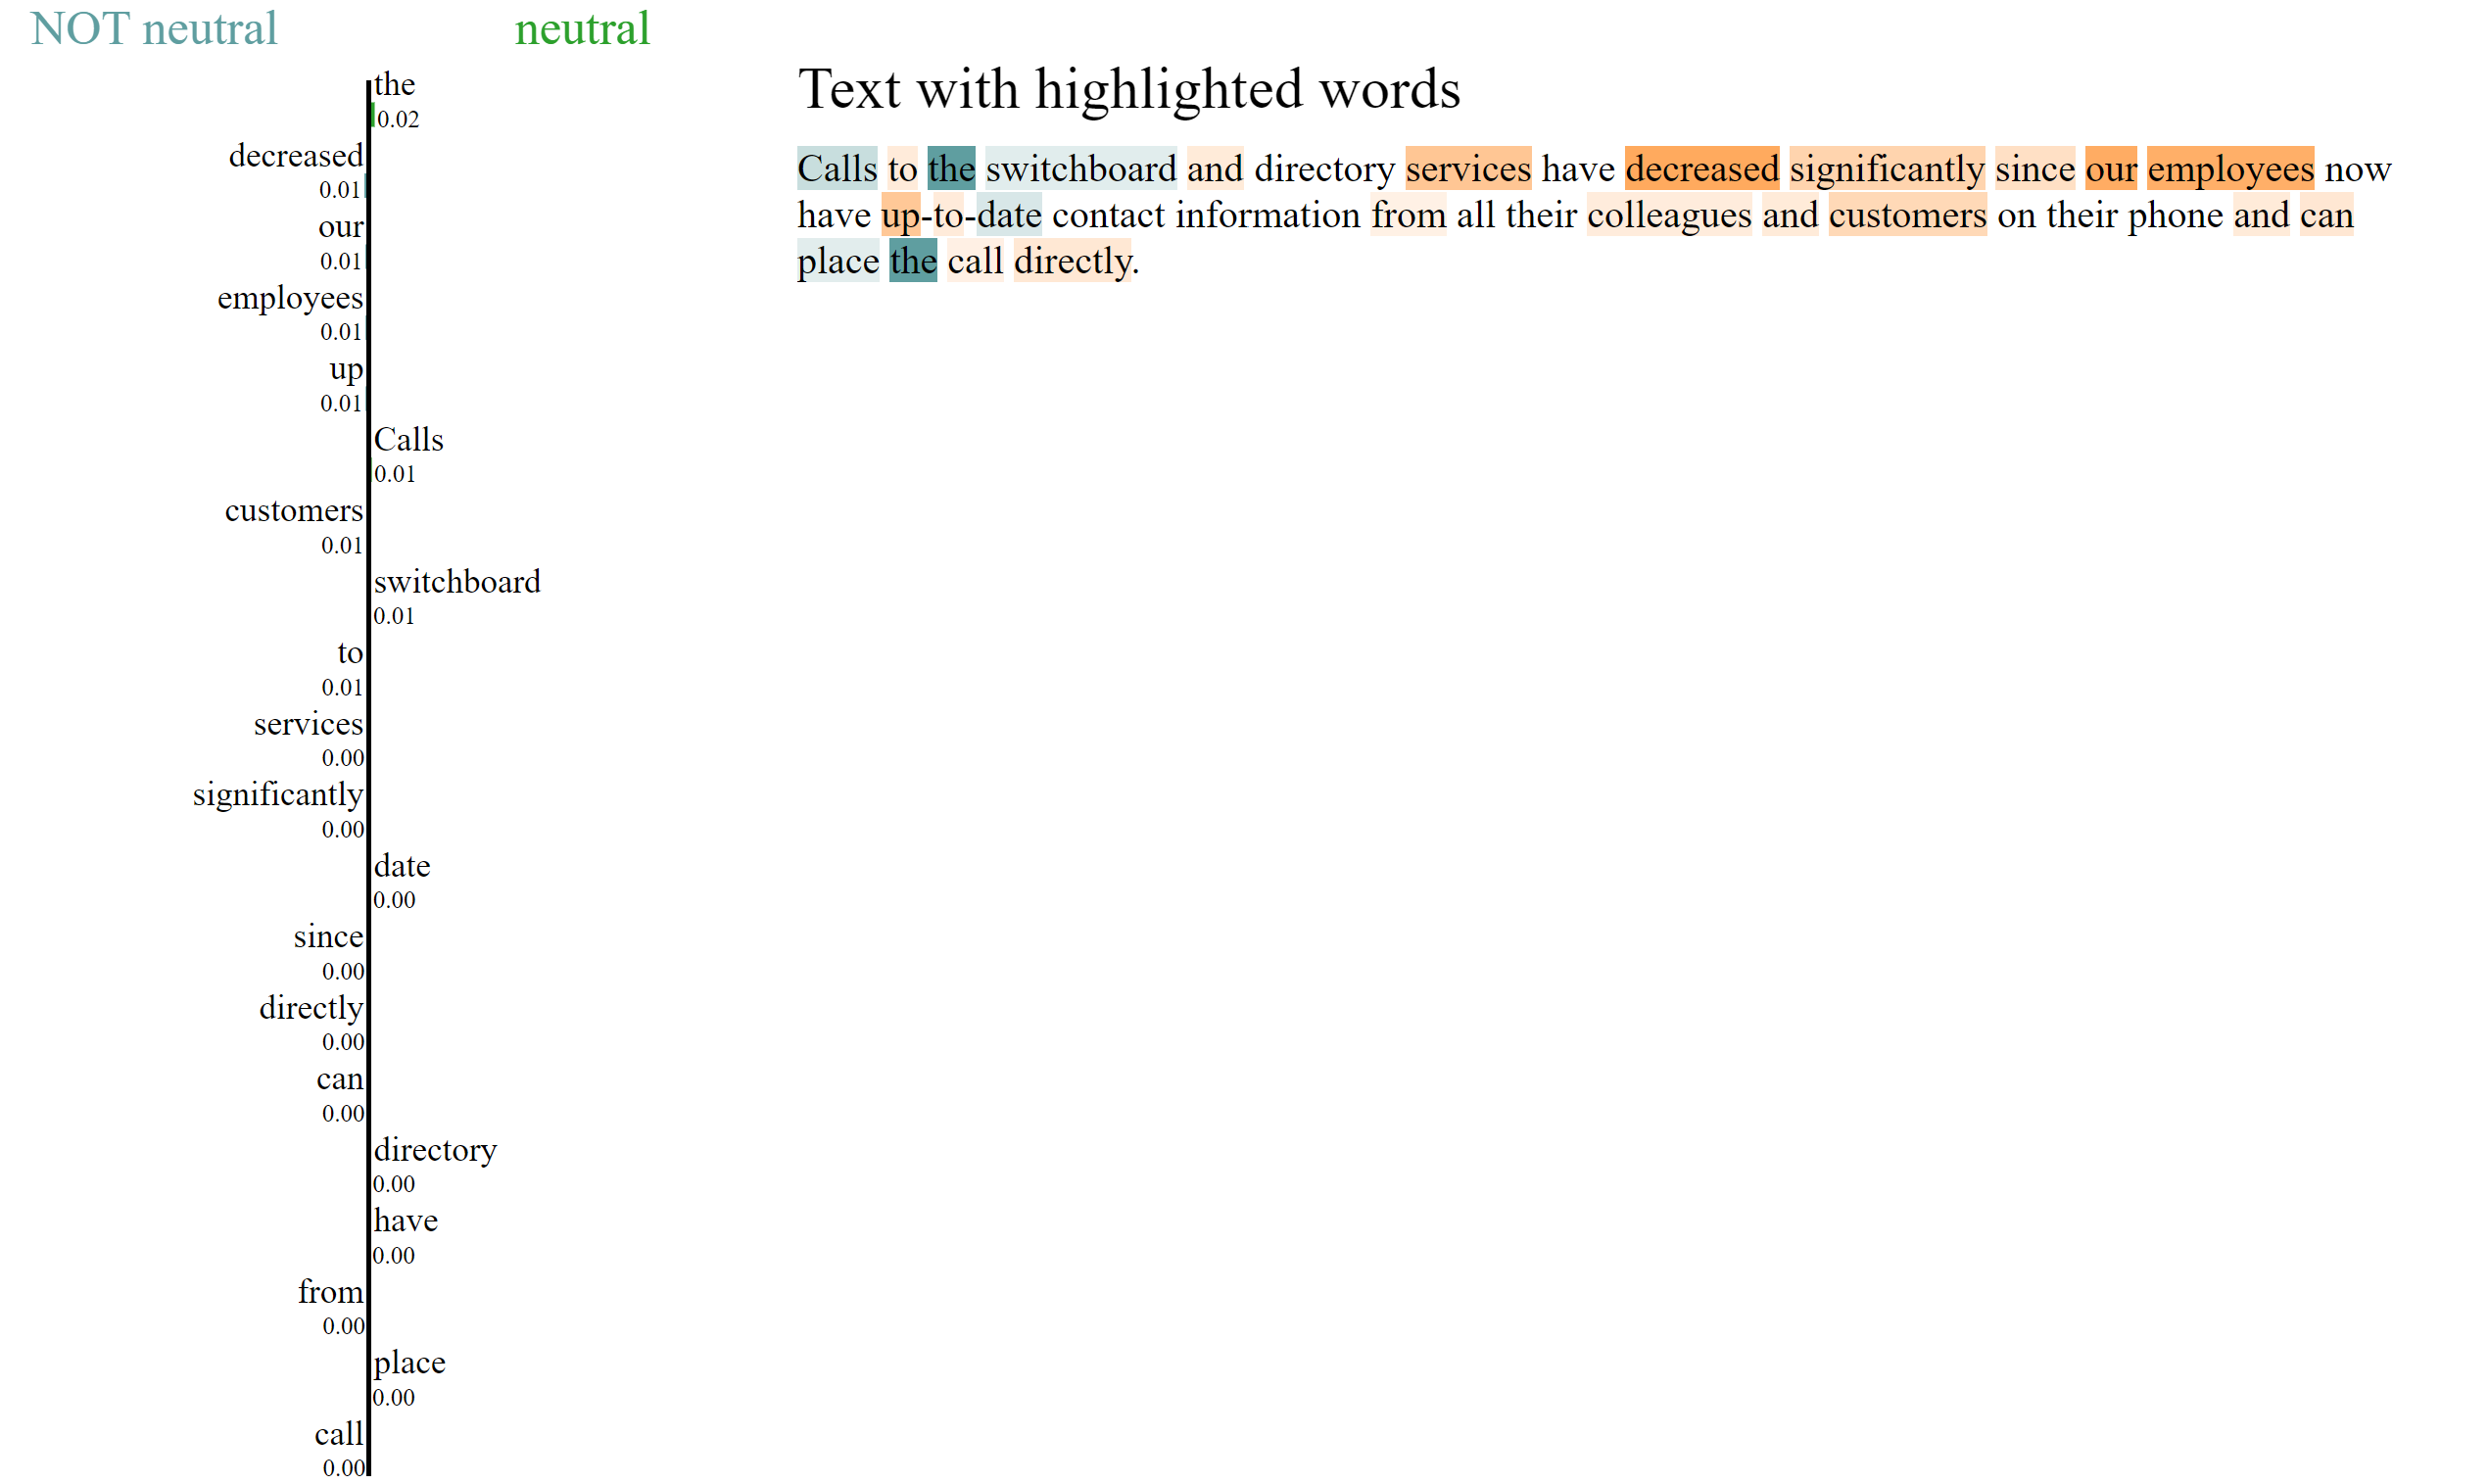 NOT neutral neutral
the
0.02
decreased
0.01
our
0.01
employees
0.01
up
0.01
Calls
0.01
customers
0.01
switchboard
0.01
to
0.01
services
0.00
significantly
0.00
date
0.00
since
0.00
directly
0.00
can
0.00
directory
0.00
have
0.00
from
0.00
place
0.00
call
0.00
Text with highlighted words
Calls to the switchboard and directory services have decreased significantly since our employees now
have up-to-date contact information from all their colleagues and customers on their phone and can
place the call directly.